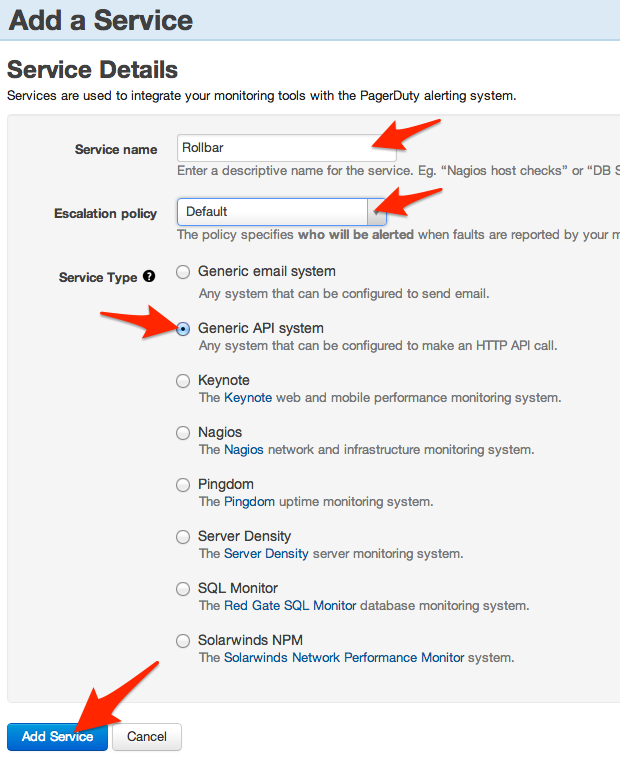 Add a Service
Service Details
Services are used to integrate your monitoring tools with the PagerDuty alerting system.
Service name
Rollbar
Enter a descriptive name for the service. Eg. “Nagios host checks” or “DB S
Escalation policy
Default
The policy specifies who will be alerted when faults are reported by your m
Service Type ?
Generic email system
Any system that can be configured to send email.
Generic API system
Any system that can be configured to make an HTTP API call.
Keynote
The Keynote web and mobile performance monitoring system.
Nagios
The Nagios network and infrastructure monitoring system.
Pingdom
The Pingdom uptime monitoring system.
Server Density
The Server Density server monitoring system.
SQL Monitor
The Red Gate SQL Monitor database monitoring system.
Solarwinds NPM
The Solarwinds Network Performance Monitor system.
Add Service
Cancel